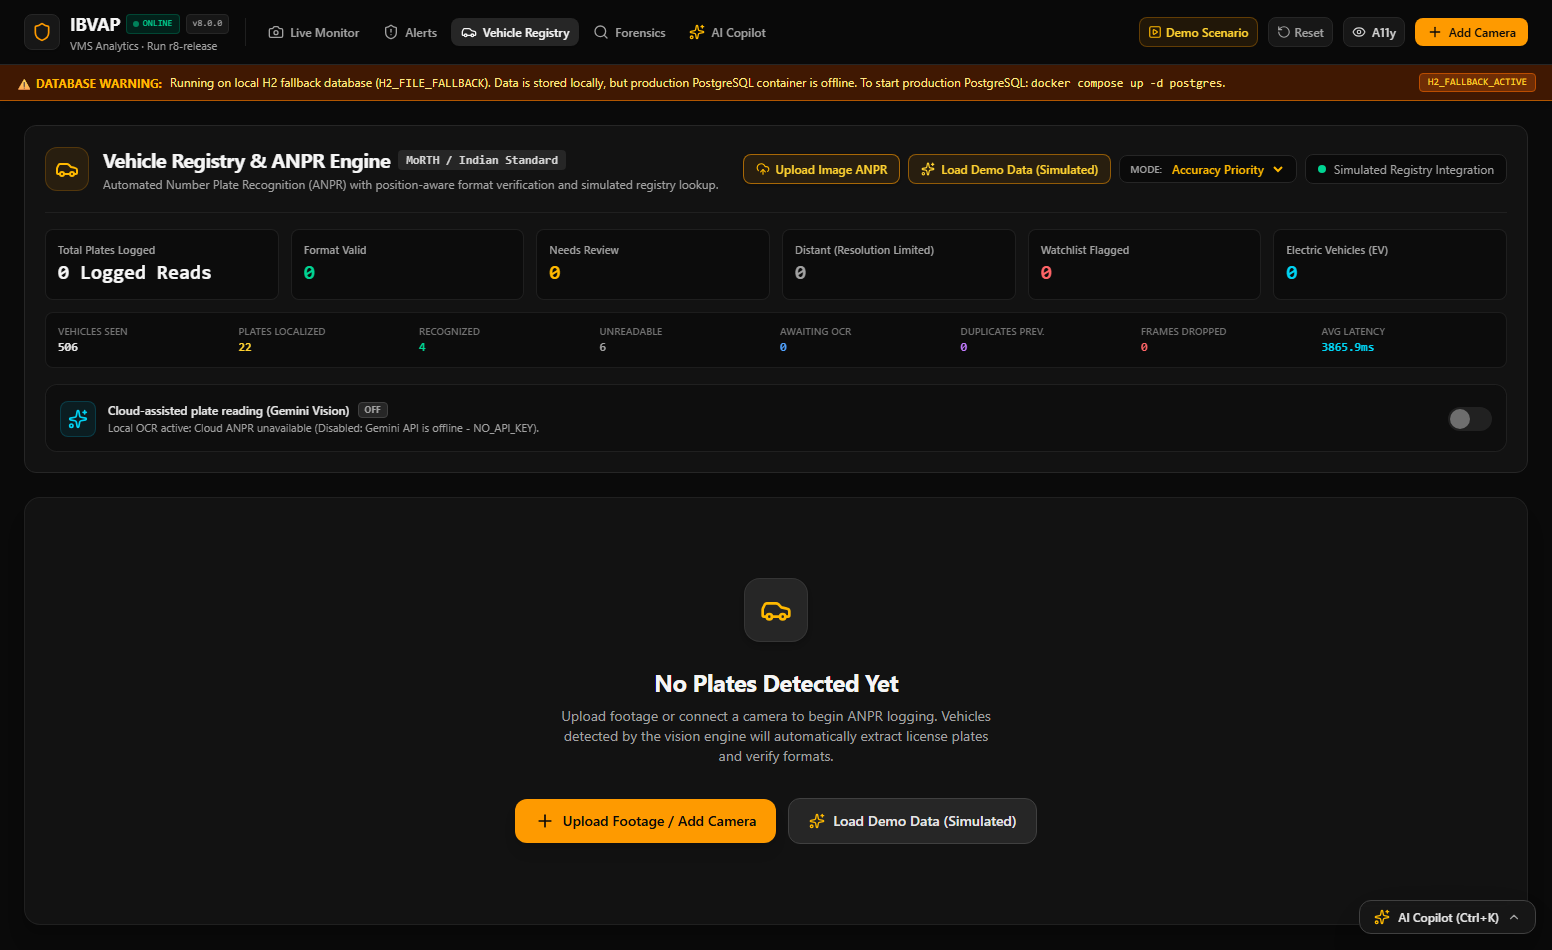 IBVAP ONLINE v8.0.0
VMS Analytics · Run r8-release
Live Monitor
Alerts
Vehicle Registry
Forensics
AI Copilot
Demo Scenario
Reset
A11y
Add Camera
DATABASE WARNING: Running on local H2 fallback database (H2_FILE_FALLBACK). Data is stored locally, but production PostgreSQL container is offline. To start production PostgreSQL: docker compose up -d postgres.
H2_FALLBACK_ACTIVE
Vehicle Registry & ANPR Engine MoRTH / Indian Standard
Automated Number Plate Recognition (ANPR) with position-aware format verification and simulated registry lookup.
Upload Image ANPR
Load Demo Data (Simulated)
MODE: Accuracy Priority
Simulated Registry Integration
Total Plates Logged
0 Logged Reads
Format Valid
0
Needs Review
0
Distant (Resolution Limited)
0
Watchlist Flagged
0
Electric Vehicles (EV)
0
VEHICLES SEEN
506
PLATES LOCALIZED
22
RECOGNIZED
4
UNREADABLE
6
AWAITING OCR
0
DUPLICATES PREV.
0
FRAMES DROPPED
0
AVG LATENCY
3865.9ms
Cloud-assisted plate reading (Gemini Vision) OFF
Local OCR active: Cloud ANPR unavailable (Disabled: Gemini API is offline - NO_API_KEY).
No Plates Detected Yet
Upload footage or connect a camera to begin ANPR logging. Vehicles
detected by the vision engine will automatically extract license plates
and verify formats.
Upload Footage / Add Camera
Load Demo Data (Simulated)
AI Copilot (Ctrl+K)